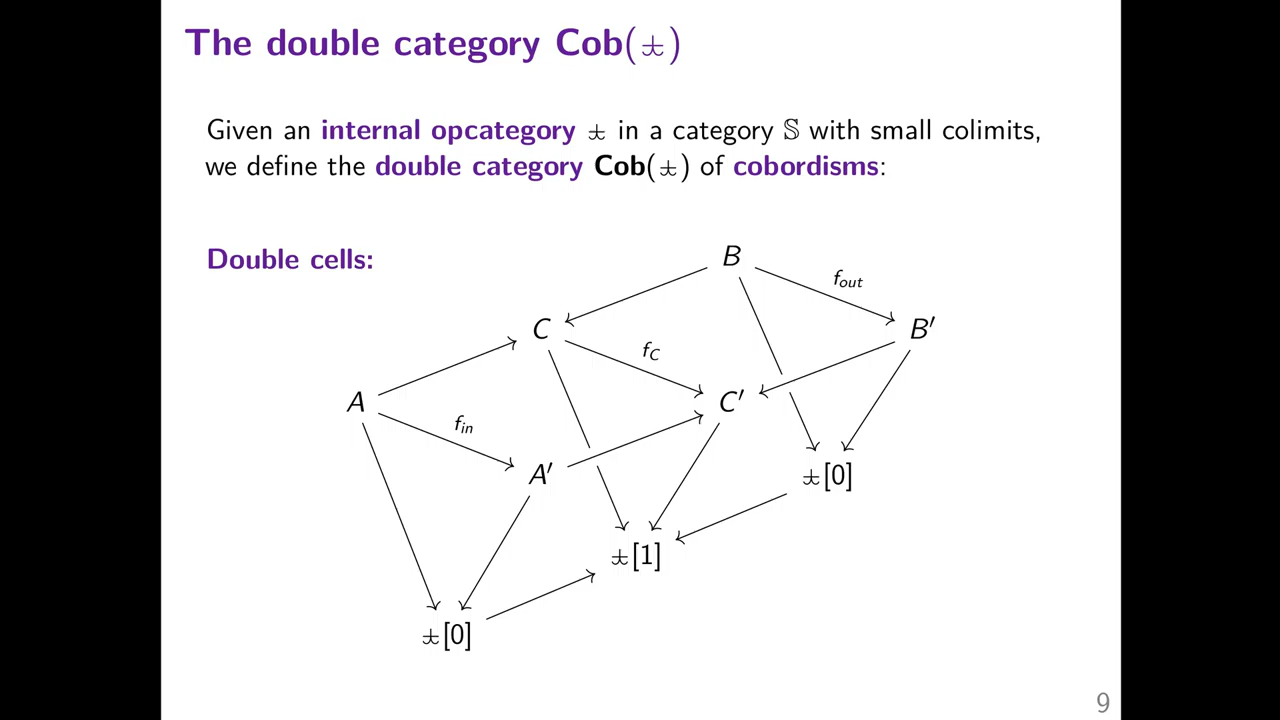 The double category Cob(⩲)
Given an internal opcategory ⩲ in a category 𝕊 with small colimits,
we define the double category Cob(⩲) of cobordisms:
Double cells:
B
f_out
C
B′
f_C
A
C′
f_in
A′
⩲[0]
⩲[1]
⩲[0]
9